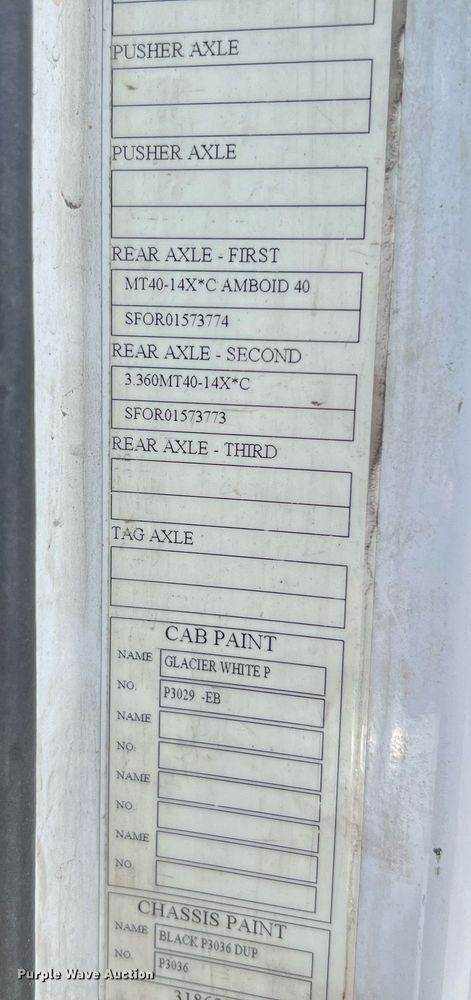 PUSHER AXLE
PUSHER AXLE
REAR AXLE - FIRST
MT40-14X*C AMBOID 40
SFOR01573774
REAR AXLE - SECOND
3.360MT40-14X*C
SFOR01573773
REAR AXLE - THIRD
TAG AXLE
CAB PAINT
NAME GLACIER WHITE P
NO. P3029 -EB
NAME
NO.
NAME
NO.
NAME
NO.
CHASSIS PAINT
NAME BLACK P3036 DUP
NO. P3036
Purple Wave Auction